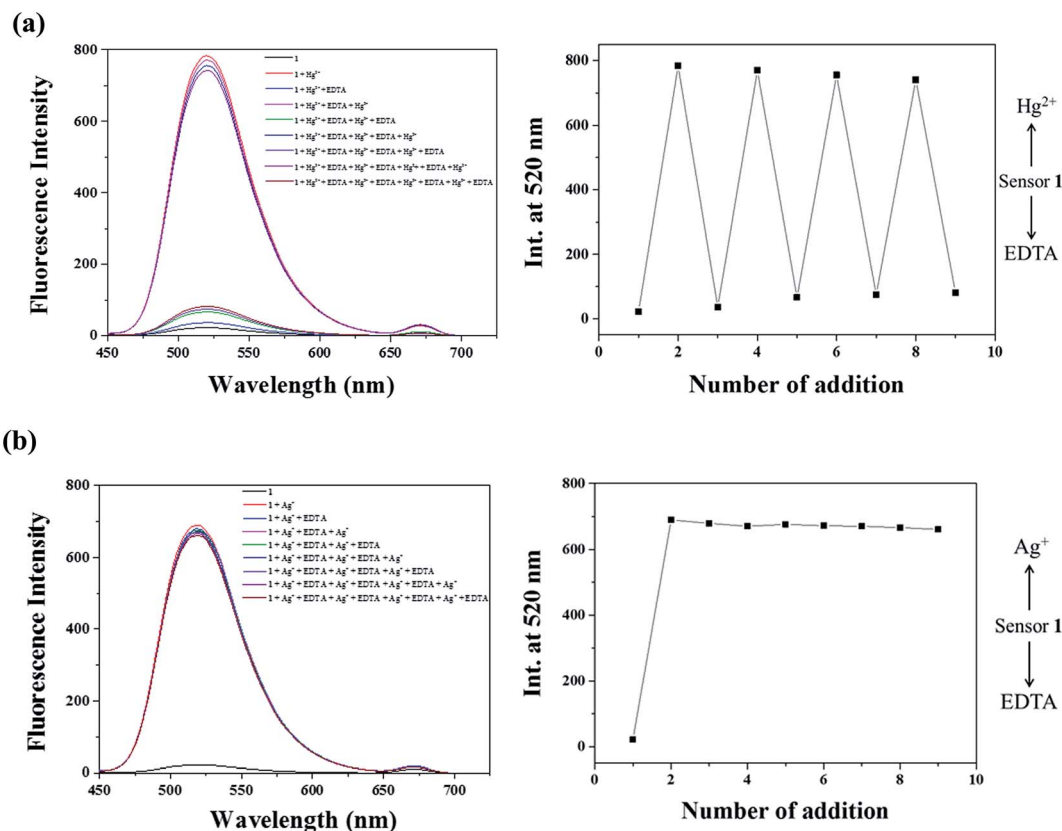 (a)
Fluorescence Intensity
800
600
400
200
0
450 500 550 600 650 700
Wavelength (nm)
1
1 + Hg²⁺
1 + Hg²⁺ + EDTA
1 + Hg²⁺ + EDTA + Hg²⁺
1 + Hg²⁺ + EDTA + Hg²⁺ + EDTA
1 + Hg²⁺ + EDTA + Hg²⁺ + EDTA + Hg²⁺
1 + Hg²⁺ + EDTA + Hg²⁺ + EDTA + Hg²⁺ + EDTA
1 + Hg²⁺ + EDTA + Hg²⁺ + EDTA + Hg²⁺ + EDTA + Hg²⁺
1 + Hg²⁺ + EDTA + Hg²⁺ + EDTA + Hg²⁺ + EDTA + Hg²⁺ + EDTA
Int. at 520 nm
800
600
400
200
0
0 2 4 6 8 10
Number of addition
Hg²⁺
Sensor 1
EDTA
(b)
Fluorescence Intensity
800
600
400
200
0
450 500 550 600 650 700
Wavelength (nm)
1
1 + Ag⁺
1 + Ag⁺ + EDTA
1 + Ag⁺ + EDTA + Ag⁺
1 + Ag⁺ + EDTA + Ag⁺ + EDTA
1 + Ag⁺ + EDTA + Ag⁺ + EDTA + Ag⁺
1 + Ag⁺ + EDTA + Ag⁺ + EDTA + Ag⁺ + EDTA
1 + Ag⁺ + EDTA + Ag⁺ + EDTA + Ag⁺ + EDTA + Ag⁺
1 + Ag⁺ + EDTA + Ag⁺ + EDTA + Ag⁺ + EDTA + Ag⁺ + EDTA
Int. at 520 nm
800
600
400
200
0
0 2 4 6 8 10
Number of addition
Ag⁺
Sensor 1
EDTA